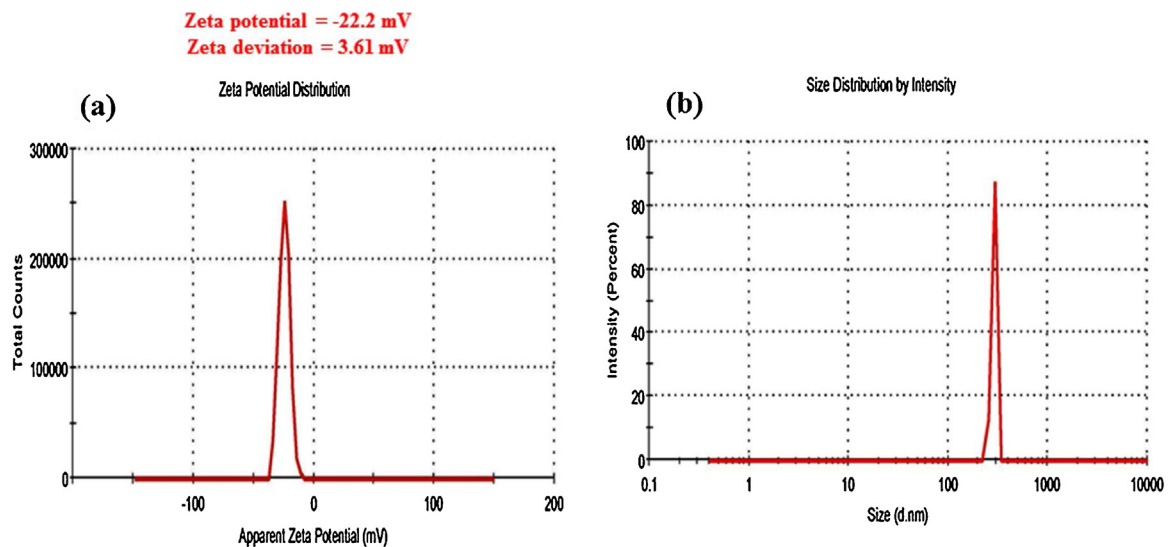 Zeta potential = -22.2 mV
Zeta deviation = 3.61 mV
(a)
Zeta Potential Distribution
300000
200000
100000
0
Total Counts
-100
0
100
200
Apparent Zeta Potential (mV)
(b)
Size Distribution by Intensity
100
80
60
40
20
0
Intensity (Percent)
0.1
1
10
100
1000
10000
Size (d.nm)